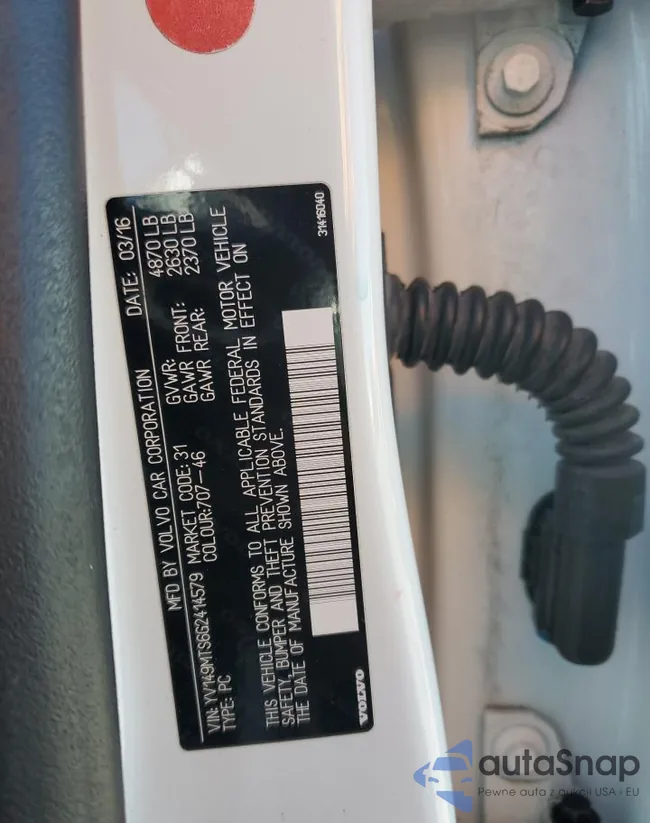 MFD BY VOLVO CAR CORPORATION DATE: 03/16
VIN: YV149MTS6G2414579 MARKET CODE: 31 GVWR: 4870 LB
TYPE: PC COLOUR: 707-46 GAWR FRONT: 2630 LB
GAWR REAR: 2370 LB
THIS VEHICLE CONFORMS TO ALL APPLICABLE FEDERAL MOTOR VEHICLE
SAFETY, BUMPER AND THEFT PREVENTION STANDARDS IN EFFECT ON
THE DATE OF MANUFACTURE SHOWN ABOVE.
VOLVO
31416040
autaSnap
Pewne auta z aukcji USA i EU